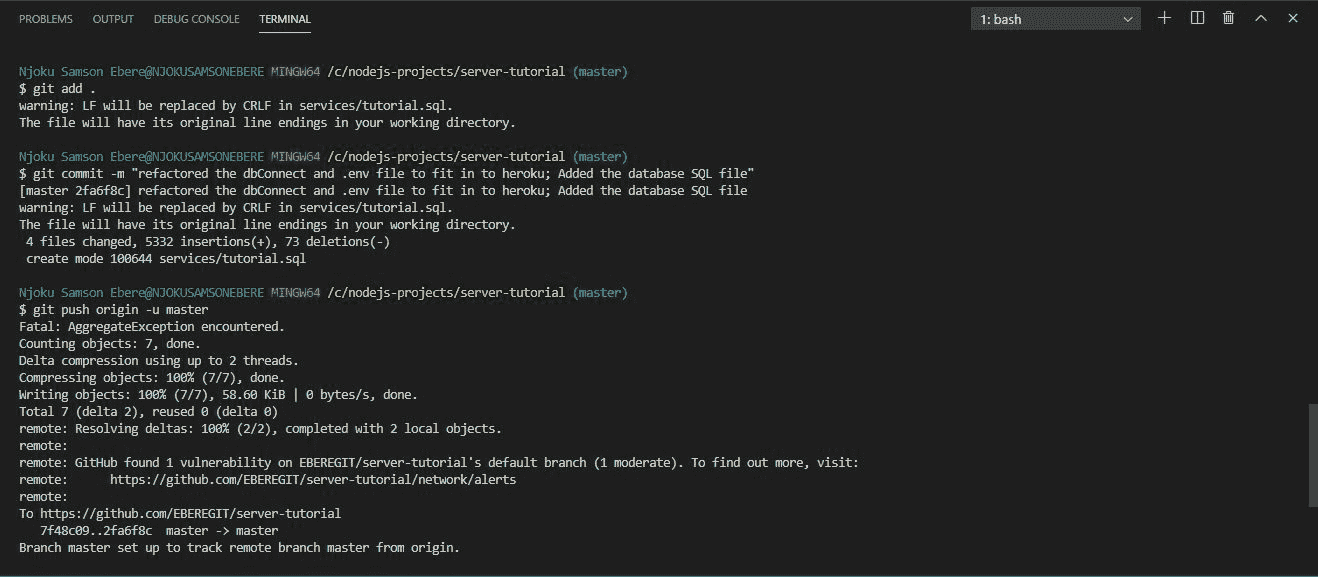 PROBLEMS OUTPUT DEBUG CONSOLE TERMINAL 1: bash
Njoku Samson Ebere@NJOKUSAMSONEBERE MINGW64 /c/nodejs-projects/server-tutorial (master)
$ git add .
warning: LF will be replaced by CRLF in services/tutorial.sql.
The file will have its original line endings in your working directory.
Njoku Samson Ebere@NJOKUSAMSONEBERE MINGW64 /c/nodejs-projects/server-tutorial (master)
$ git commit -m "refactored the dbConnect and .env file to fit in to heroku; Added the database SQL file"
[master 2fa6f8c] refactored the dbConnect and .env file to fit in to heroku; Added the database SQL file
warning: LF will be replaced by CRLF in services/tutorial.sql.
The file will have its original line endings in your working directory.
4 files changed, 5332 insertions(+), 73 deletions(-)
create mode 100644 services/tutorial.sql
Njoku Samson Ebere@NJOKUSAMSONEBERE MINGW64 /c/nodejs-projects/server-tutorial (master)
$ git push origin -u master
Fatal: AggregateException encountered.
Counting objects: 7, done.
Delta compression using up to 2 threads.
Compressing objects: 100% (7/7), done.
Writing objects: 100% (7/7), 58.60 KiB | 0 bytes/s, done.
Total 7 (delta 2), reused 0 (delta 0)
remote: Resolving deltas: 100% (2/2), completed with 2 local objects.
remote:
remote: GitHub found 1 vulnerability on EBEREGIT/server-tutorial's default branch (1 moderate). To find out more, visit:
remote: https://github.com/EBEREGIT/server-tutorial/network/alerts
remote:
To https://github.com/EBEREGIT/server-tutorial
7f48c09..2fa6f8c master -> master
Branch master set up to track remote branch master from origin.